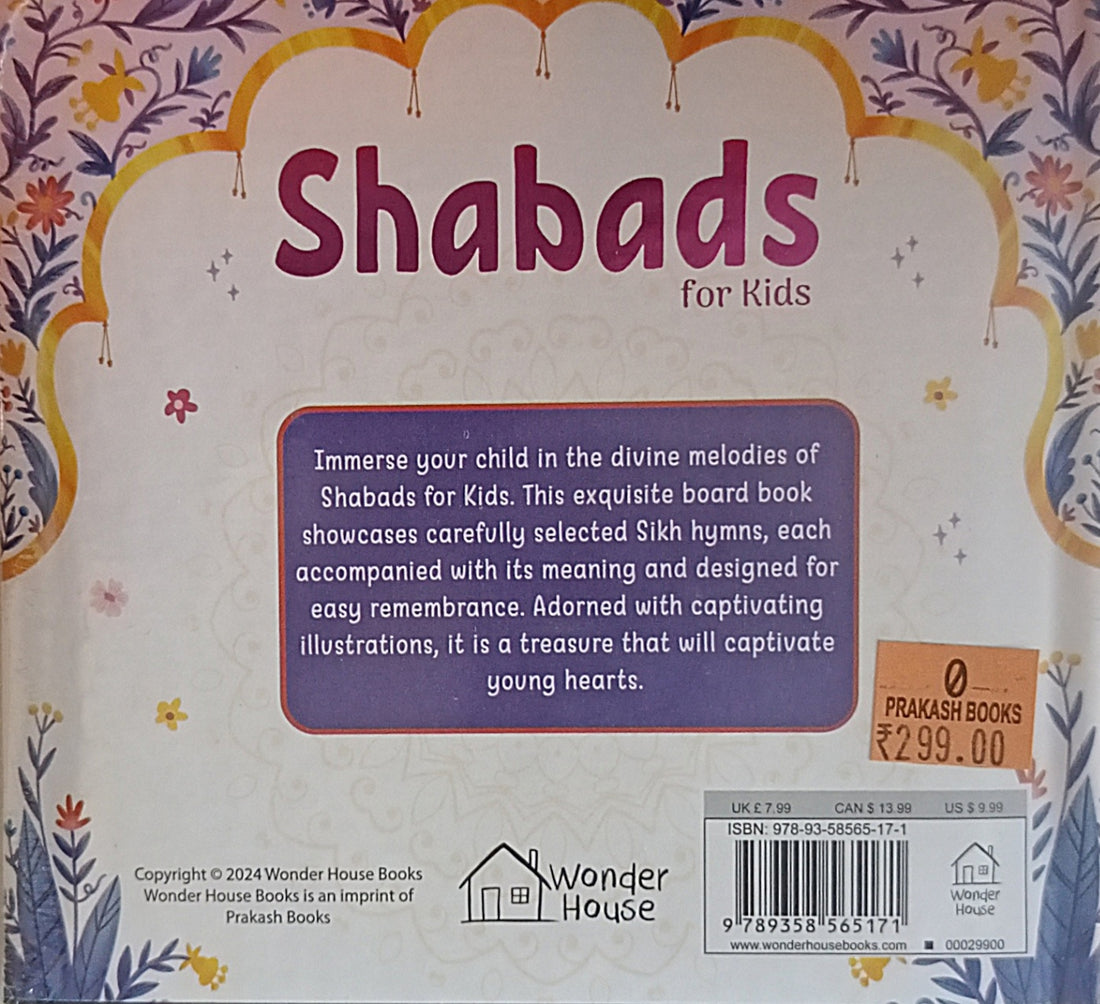 Shabads
for Kids
Immerse your child in the divine melodies of
Shabads for Kids. This exquisite board book
showcases carefully selected Sikh hymns, each
accompanied with its meaning and designed for
easy remembrance. Adorned with captivating
illustrations, it is a treasure that will captivate
young hearts.
0
PRAKASH BOOKS
₹299.00
UK £ 7.99 CAN $ 13.99 US $ 9.99
ISBN: 978-93-58565-17-1
9 789358 565171
www.wonderhousebooks.com 00029900
Wonder
House
Wonder
House
Copyright © 2024 Wonder House Books
Wonder House Books is an imprint of
Prakash Books